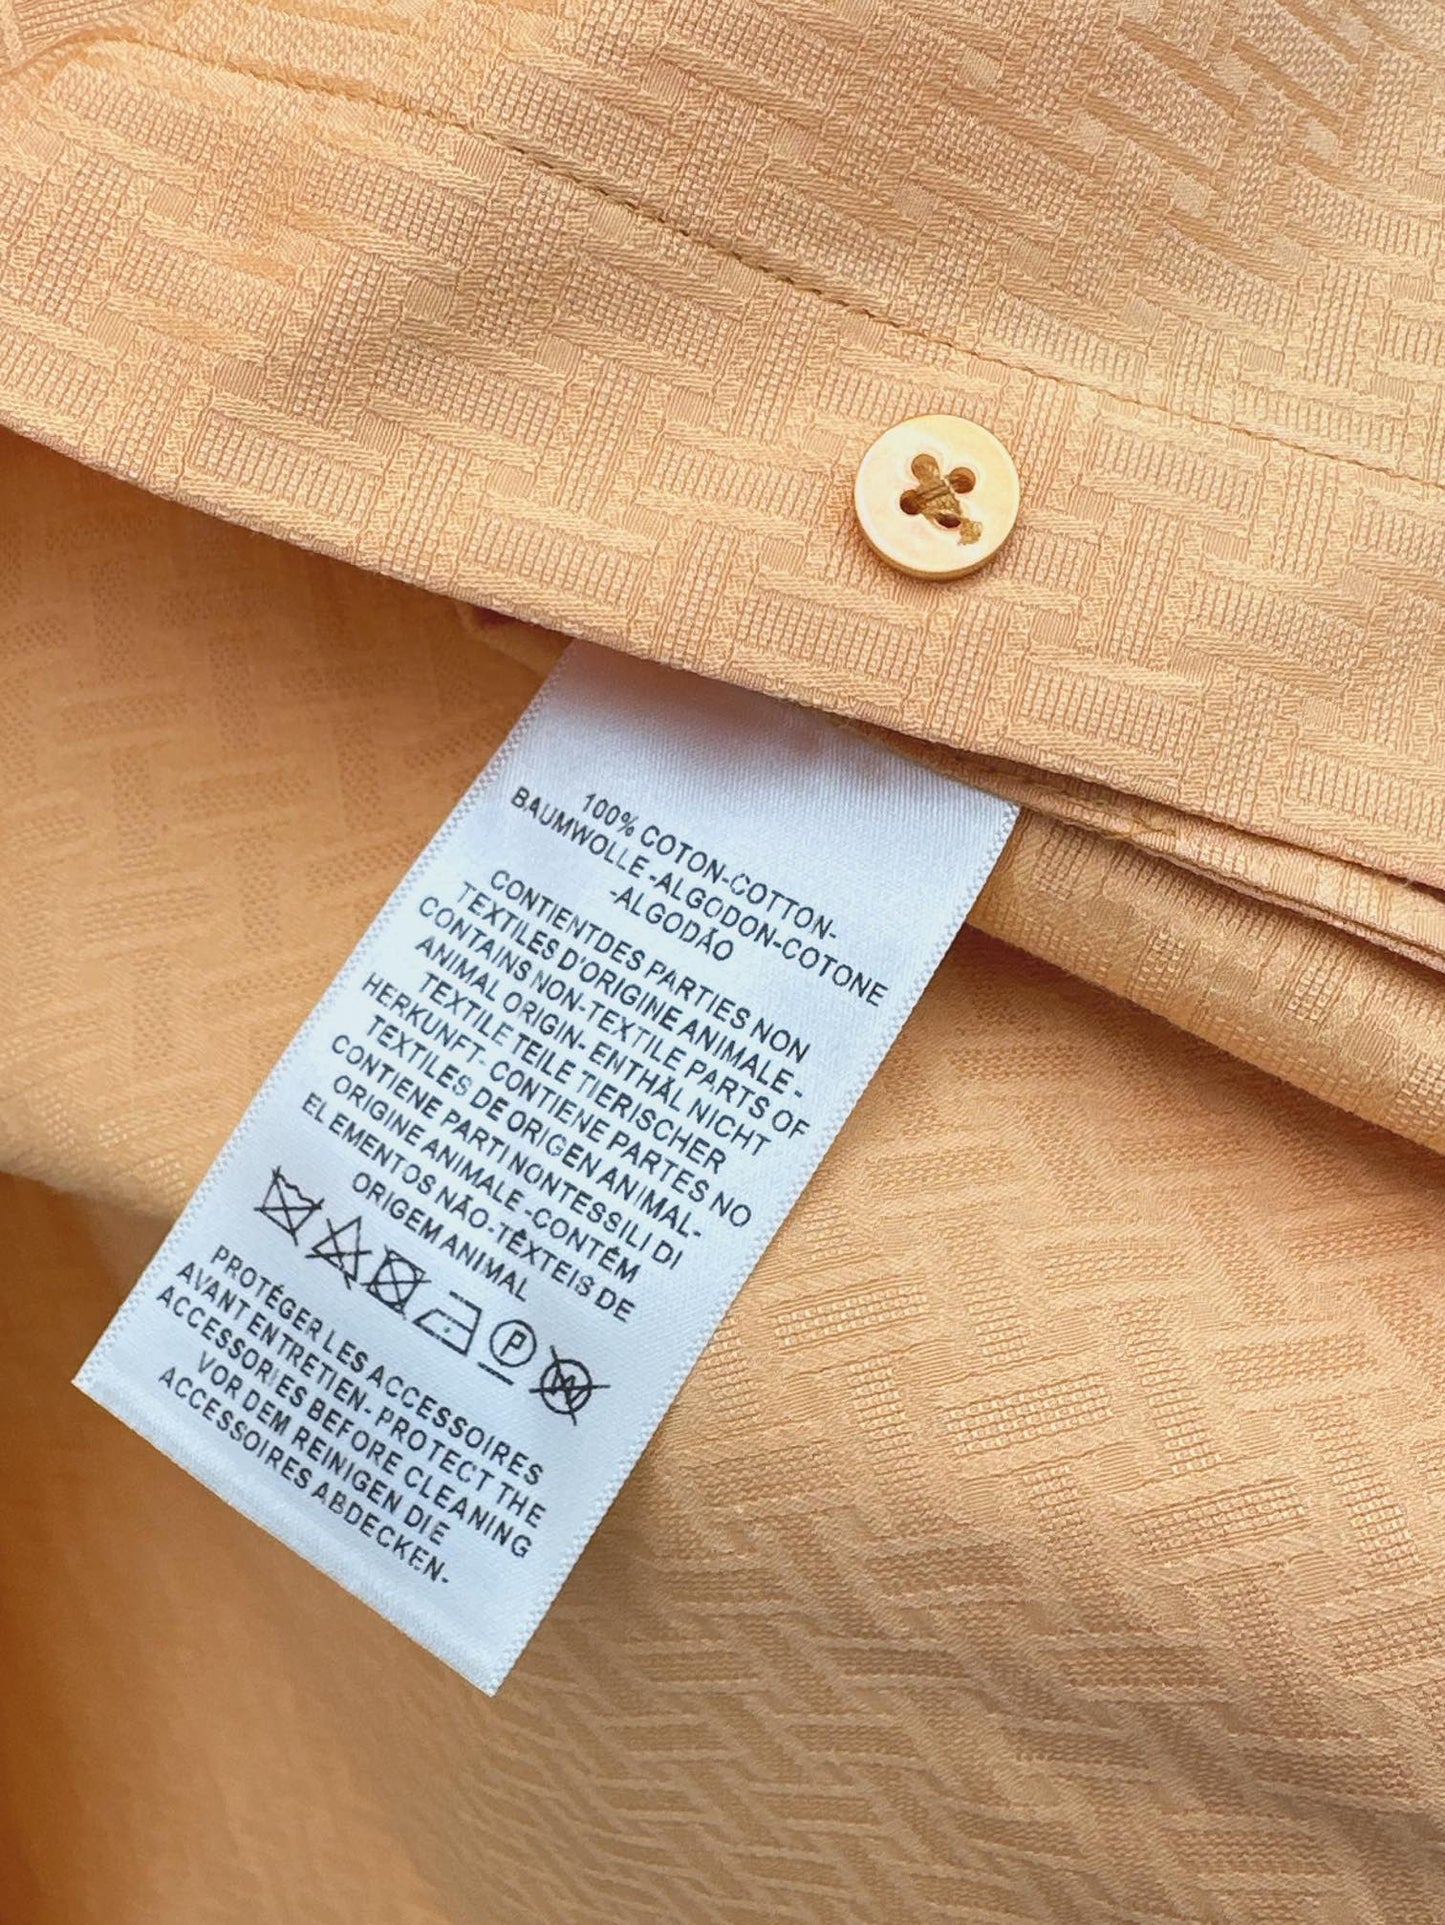 100% COTON-COTTON-
BAUMWOLLE-ALGODON-COTONE
-ALGODÃO
CONTIENTDES PARTIES NON
TEXTILES D'ORIGINE ANIMALE-
CONTAINS NON-TEXTILE PARTS OF
ANIMAL ORIGIN- ENTHÄL NICHT
TEXTILE TEILE TIERISCHER
HERKUNFT- CONTIENE PARTES NO
TEXTILES DE ORIGEN ANIMAL-
CONTIENE PARTI NONTESSILI DI
ORIGINE ANIMALE -CONTÉM
ELEMENTOS NÃO-TÊXTEIS DE
ORIGEM ANIMAL
P W
PROTÉGER LES ACCESSOIRES
AVANT ENTRETIEN- PROTECT THE
ACCESSORIES BEFORE CLEANING
VOR DEM REINIGEN DIE
ACCESSOIRES ABDECKEN-